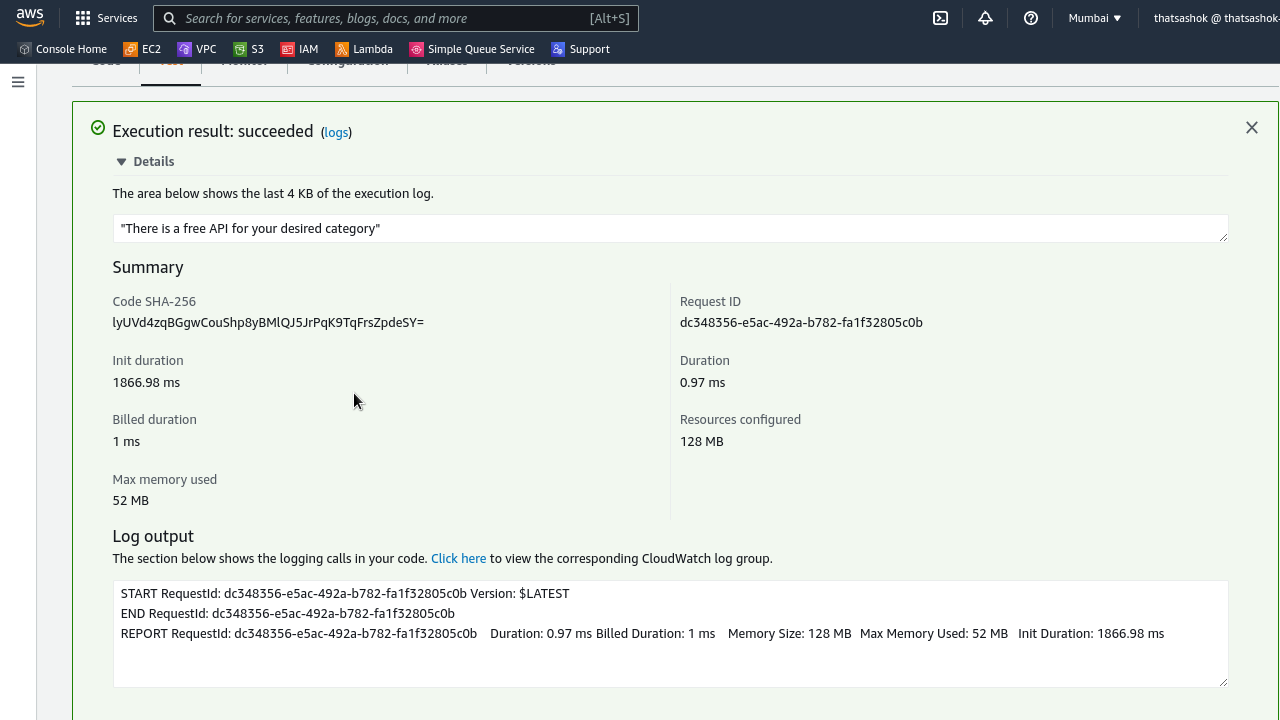 aws Services Search for services, features, blogs, docs, and more [Alt+S] Mumbai thatsashok @ thatsashok-
Console Home EC2 VPC S3 IAM Lambda Simple Queue Service Support
Execution result: succeeded (logs)
Details
The area below shows the last 4 KB of the execution log.
"There is a free API for your desired category"
Summary
Code SHA-256
lyUVd4zqBGgwCouShp8yBMlQJ5JrPqK9TqFrsZpdeSY=
Request ID
dc348356-e5ac-492a-b782-fa1f32805c0b
Init duration
1866.98 ms
Duration
0.97 ms
Billed duration
1 ms
Resources configured
128 MB
Max memory used
52 MB
Log output
The section below shows the logging calls in your code. Click here to view the corresponding CloudWatch log group.
START RequestId: dc348356-e5ac-492a-b782-fa1f32805c0b Version: $LATEST
END RequestId: dc348356-e5ac-492a-b782-fa1f32805c0b
REPORT RequestId: dc348356-e5ac-492a-b782-fa1f32805c0b Duration: 0.97 ms Billed Duration: 1 ms Memory Size: 128 MB Max Memory Used: 52 MB Init Duration: 1866.98 ms